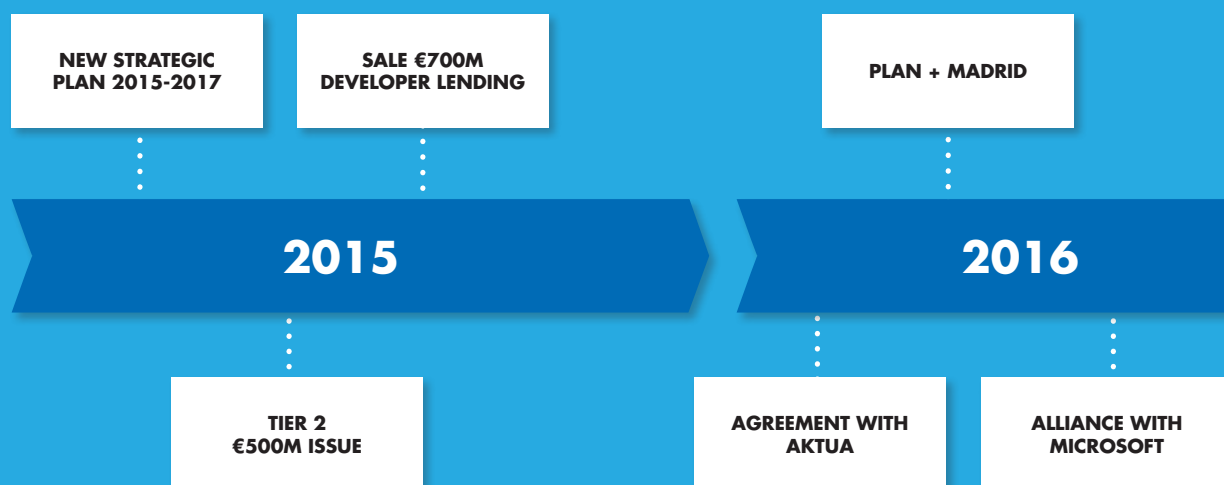 NEW STRATEGIC
PLAN 2015-2017
SALE €700M
DEVELOPER LENDING
PLAN + MADRID
2015
2016
TIER 2
€500M ISSUE
AGREEMENT WITH
AKTUA
ALLIANCE WITH
MICROSOFT